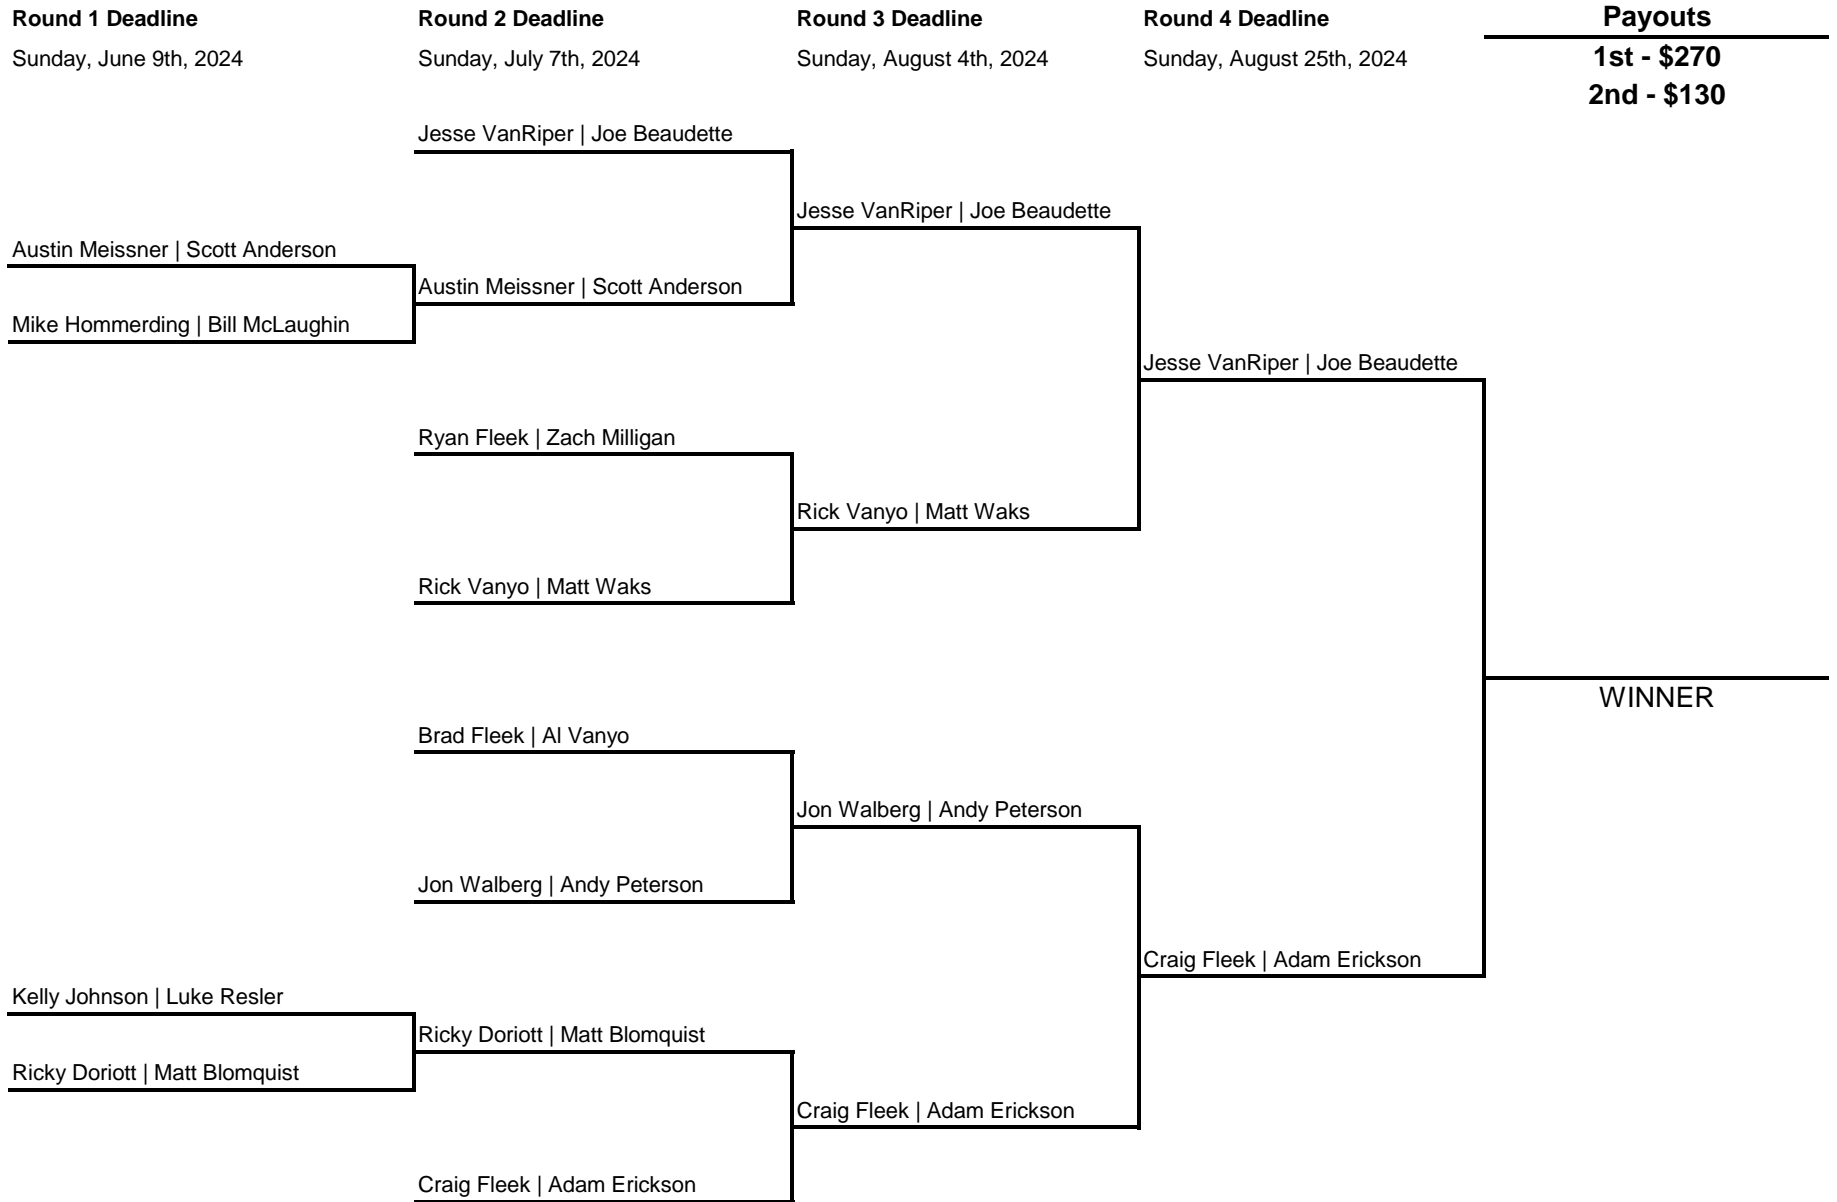 Round 1 Deadline
Round 2 Deadline
Round 3 Deadline
Round 4 Deadline
Payouts
Sunday, June 9th, 2024
Sunday, July 7th, 2024
Sunday, August 4th, 2024
Sunday, August 25th, 2024
1st - $270
2nd - $130
Jesse VanRiper | Joe Beaudette
Jesse VanRiper | Joe Beaudette
Austin Meissner | Scott Anderson
Austin Meissner | Scott Anderson
Mike Hommerding | Bill McLaughin
Jesse VanRiper | Joe Beaudette
Ryan Fleek | Zach Milligan
Rick Vanyo | Matt Waks
Rick Vanyo | Matt Waks
WINNER
Brad Fleek | Al Vanyo
Jon Walberg | Andy Peterson
Jon Walberg | Andy Peterson
Craig Fleek | Adam Erickson
Kelly Johnson | Luke Resler
Ricky Doriott | Matt Blomquist
Ricky Doriott | Matt Blomquist
Craig Fleek | Adam Erickson
Craig Fleek | Adam Erickson